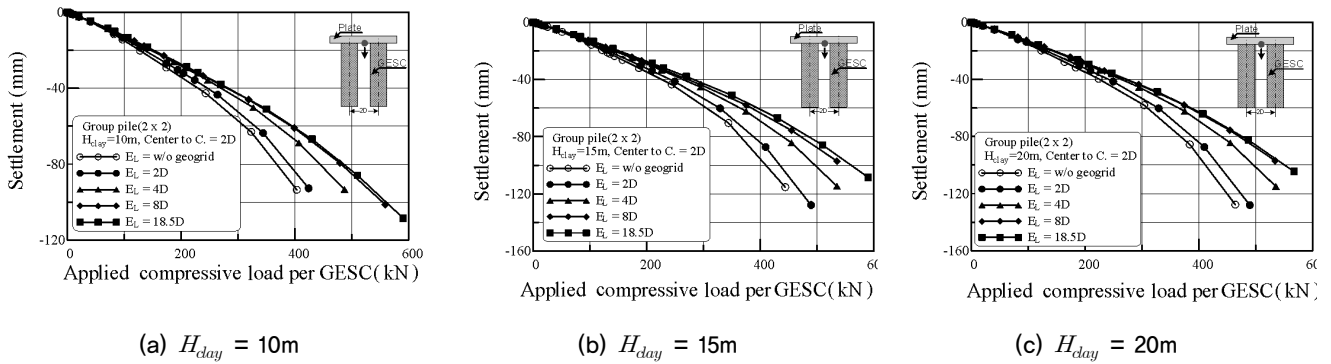 0
-40
-80
-120
Settlement (mm)
0 200 400 600
Applied compressive load per GESC(kN)
Plate
GESC
2D
Group pile(2 x 2)
Hclay=10m, Center to C. = 2D
EL = w/o geogrid
EL = 2D
EL = 4D
EL = 8D
EL = 18.5D
(a) Hclay = 10m
0
-40
-80
-120
-160
Settlement (mm)
0 200 400 60
Applied compressive load per GESC(kN)
Plate
GESC
2D
Group pile(2 x 2)
Hclay=15m, Center to C. = 2D
EL = w/o geogrid
EL = 2D
EL = 4D
EL = 8D
EL = 18.5D
(b) Hclay = 15m
0
-40
-80
-120
-160
Settlement (mm)
0 200 400 60
Applied compressive load per GESC(kN)
Plate
GESC
2D
Group pile(2 x 2)
Hclay=20m, Center to C. = 2D
EL = w/o geogrid
EL = 2D
EL = 4D
EL = 8D
EL = 18.5D
(c) Hclay = 20m